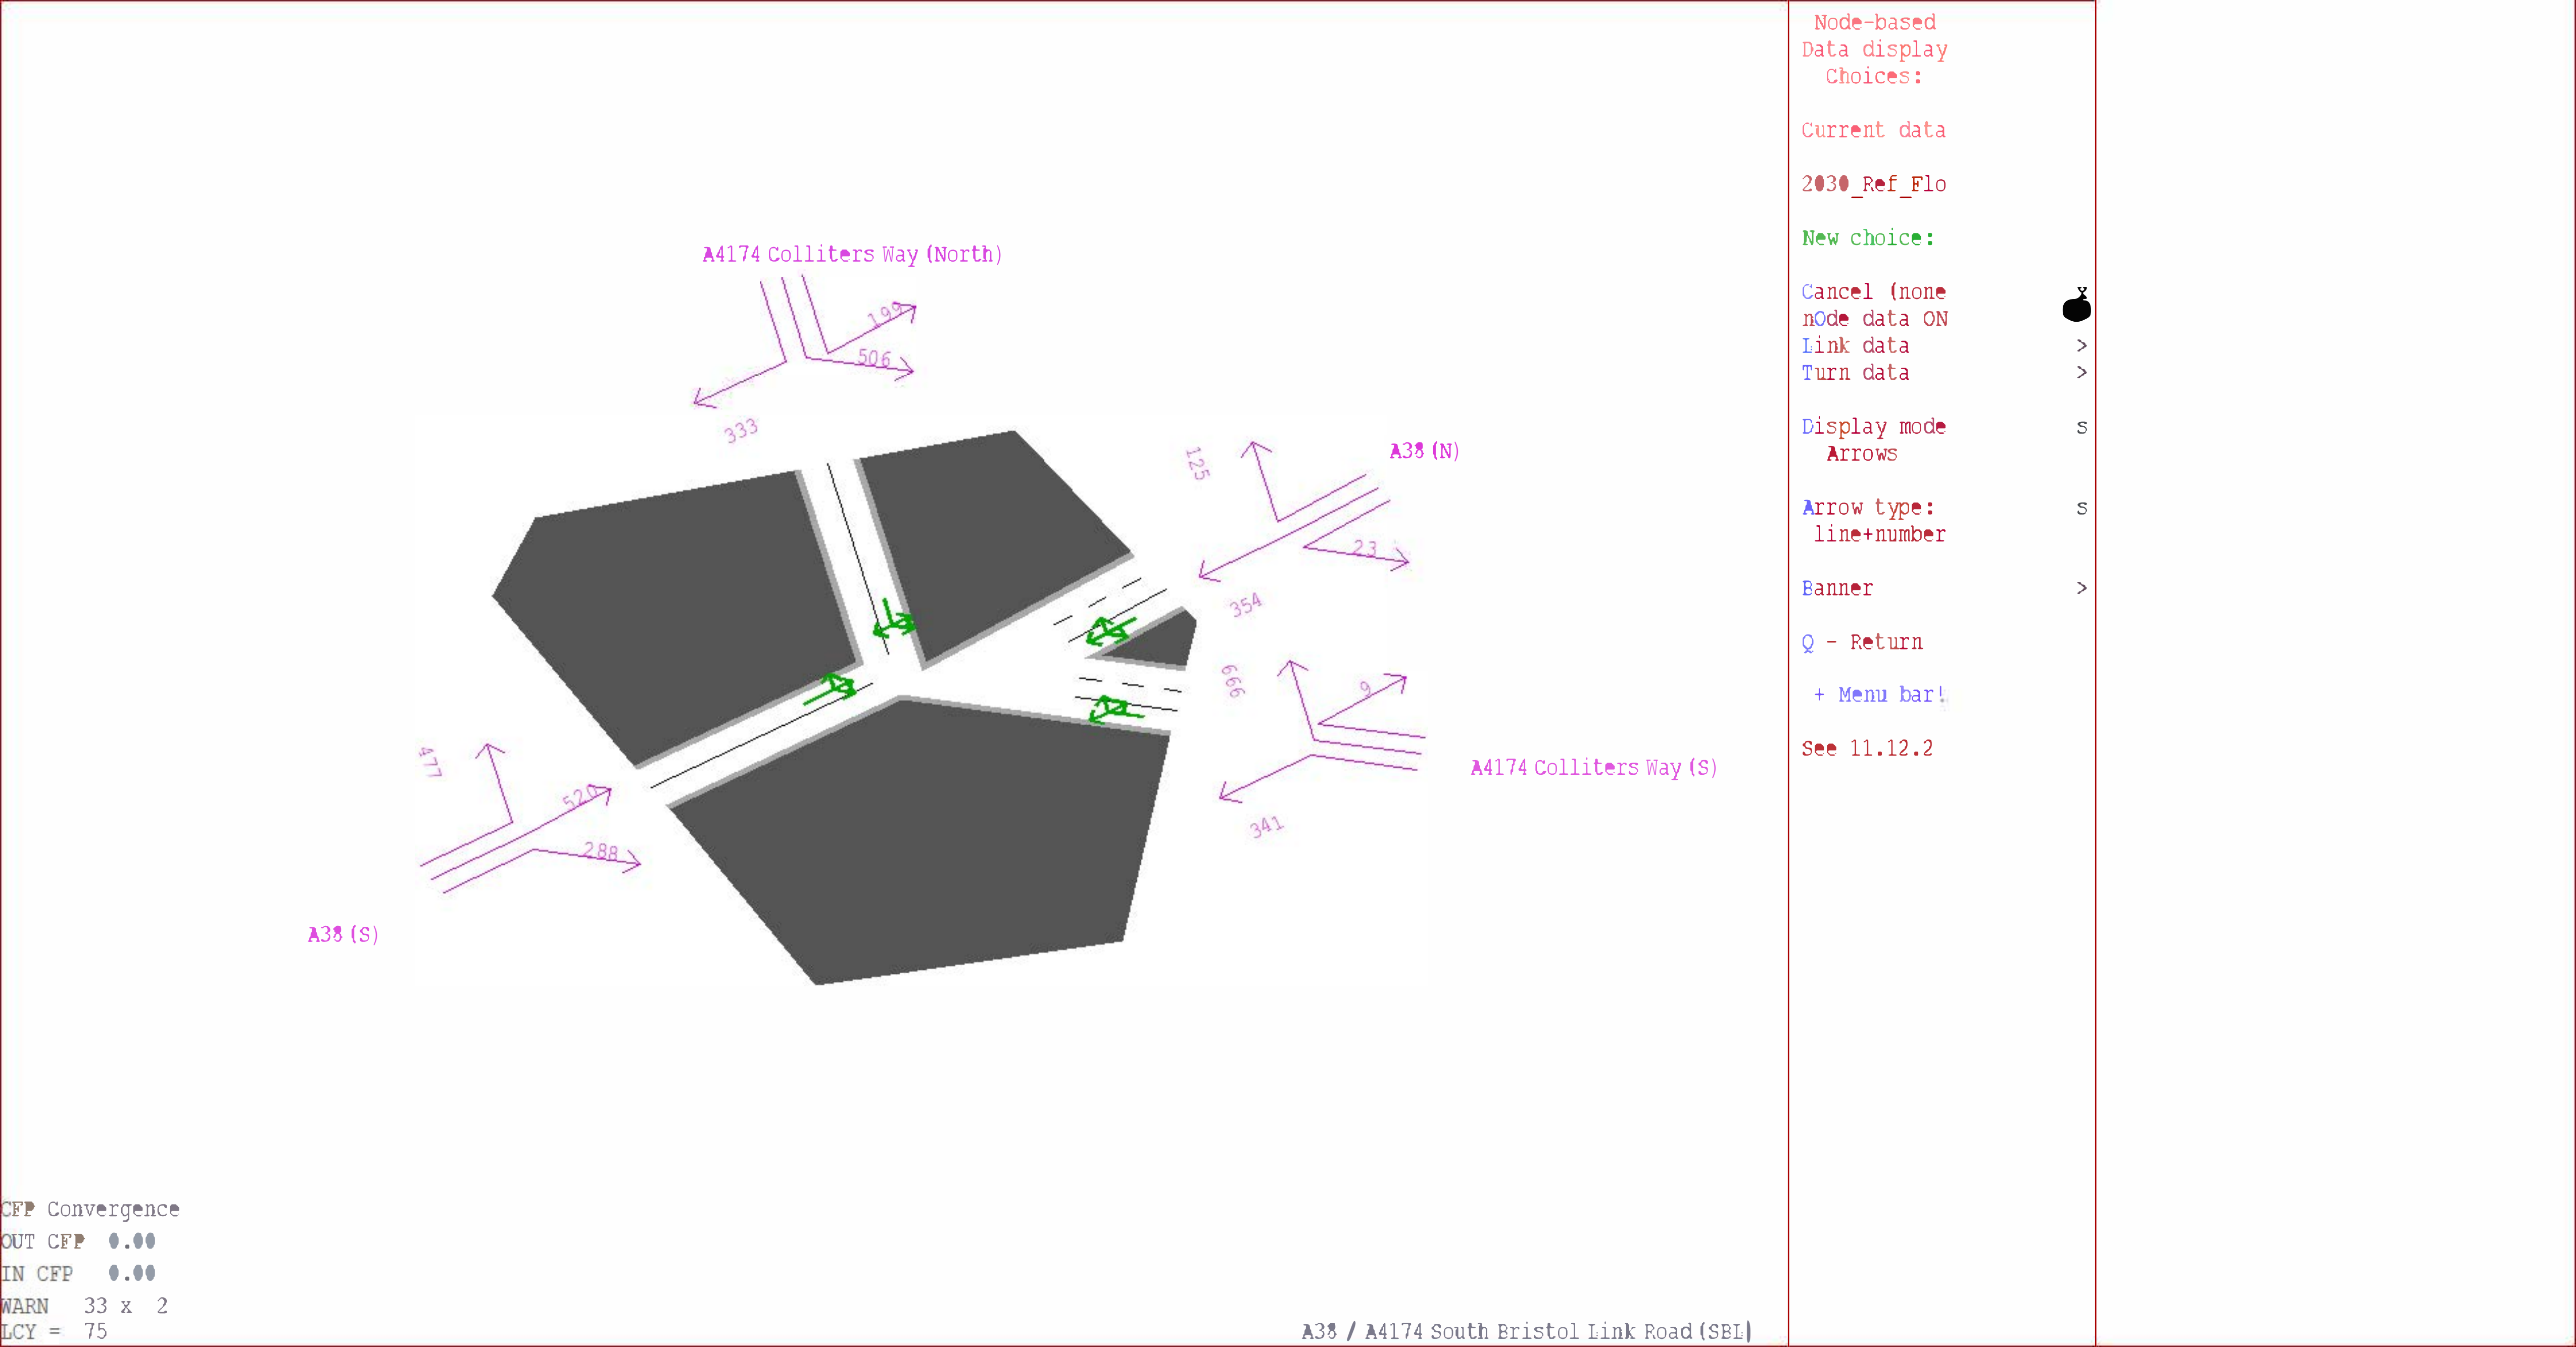 A4174 Colliters Way (North)
199
506
333
125
A38 (N)
23
354
666
9
A4174 Colliters Way (S)
341
477
520
288
A38 (S)
CFP Convergence
OUT CFP 0.00
IN CFP 0.00
WARN 33 x 2
LCY = 75
A38 / A4174 South Bristol Link Road (SBL)
Node-based
Data display
Choices:
Current data
2030_Ref_Flo
New choice:
Cancel (none x
nOde data ON
Link data >
Turn data >
Display mode s
Arrows
Arrow type: s
line+number
Banner >
Q - Return
+ Menu bar!
See 11.12.2